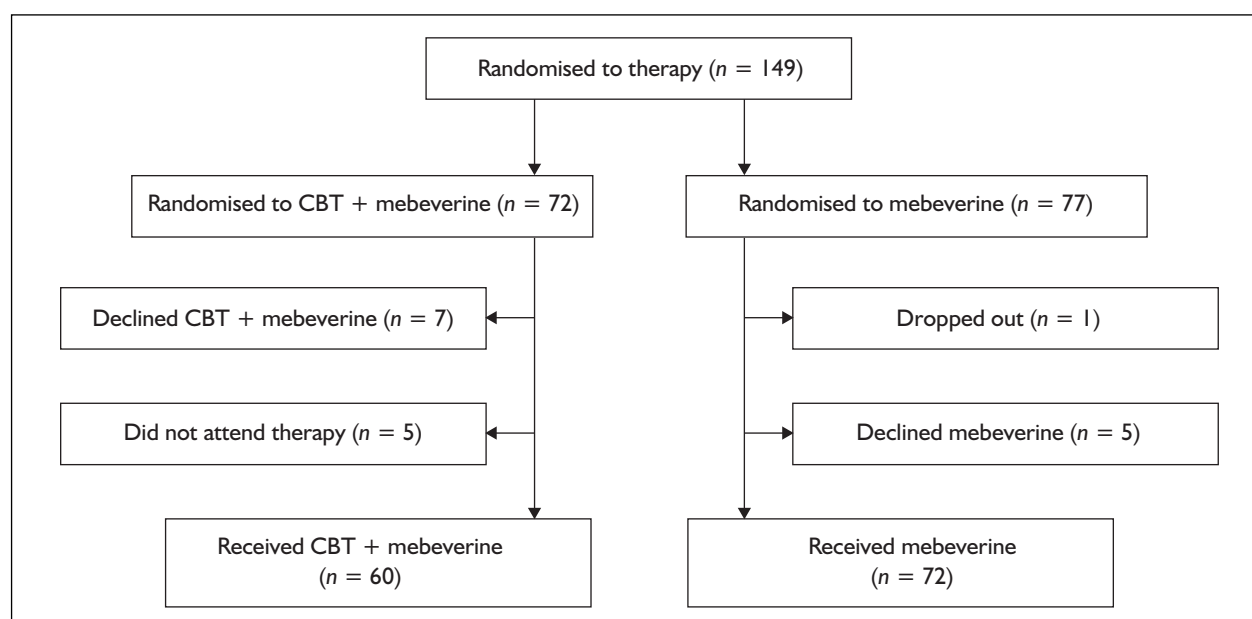 Randomised to therapy (n = 149)
Randomised to CBT + mebeverine (n = 72)
Randomised to mebeverine (n = 77)
Declined CBT + mebeverine (n = 7)
Dropped out (n = 1)
Did not attend therapy (n = 5)
Declined mebeverine (n = 5)
Received CBT + mebeverine
(n = 60)
Received mebeverine
(n = 72)